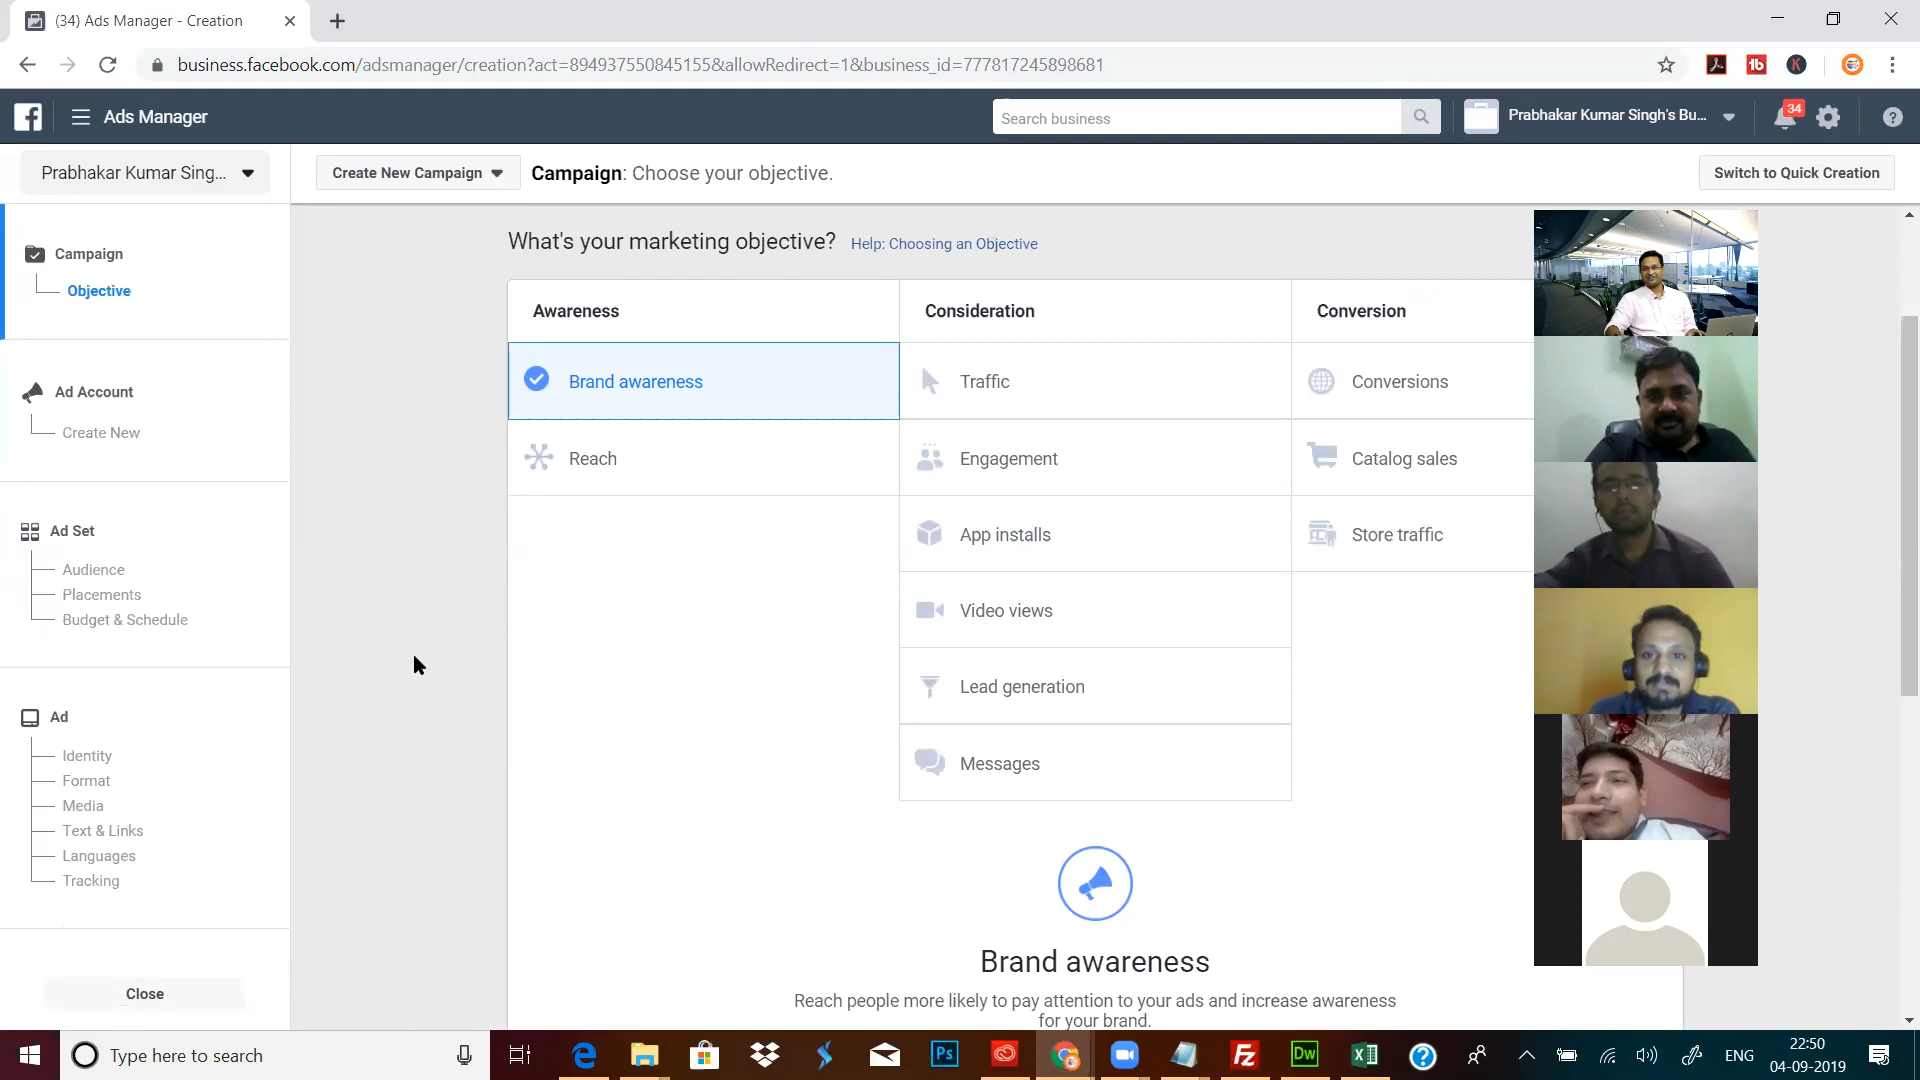 (34) Ads Manager - Creation
business.facebook.com/adsmanager/creation?act=894937550845155&allowRedirect=1&business_id=777817245898681
Ads Manager
Search business
Prabhakar Kumar Singh's Bu...
34
Prabhakar Kumar Sing...
Create New Campaign
Campaign: Choose your objective.
Switch to Quick Creation
Campaign
Objective
Ad Account
Create New
Ad Set
Audience
Placements
Budget & Schedule
Ad
Identity
Format
Media
Text & Links
Languages
Tracking
Close
What's your marketing objective? Help: Choosing an Objective
Awareness
Consideration
Conversion
Brand awareness
Traffic
Conversions
Reach
Engagement
Catalog sales
App installs
Store traffic
Video views
Lead generation
Messages
Brand awareness
Reach people more likely to pay attention to your ads and increase awareness
for your brand.
Type here to search
Ps
Fz
Dw
ENG
22:50
04-09-2019